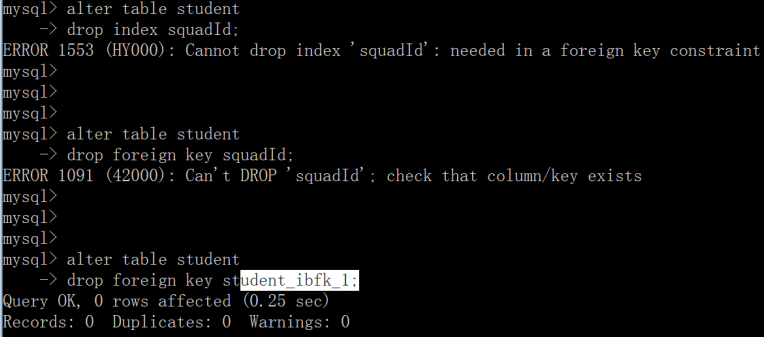 mysql> alter table student
-> drop index squadId;
ERROR 1553 (HY000): Cannot drop index 'squadId': needed in a foreign key constraint
mysql>
mysql>
mysql>
mysql> alter table student
-> drop foreign key squadId;
ERROR 1091 (42000): Can't DROP 'squadId'; check that column/key exists
mysql>
mysql>
mysql>
mysql> alter table student
-> drop foreign key student_ibfk_1;
Query OK, 0 rows affected (0.25 sec)
Records: 0  Duplicates: 0  Warnings: 0